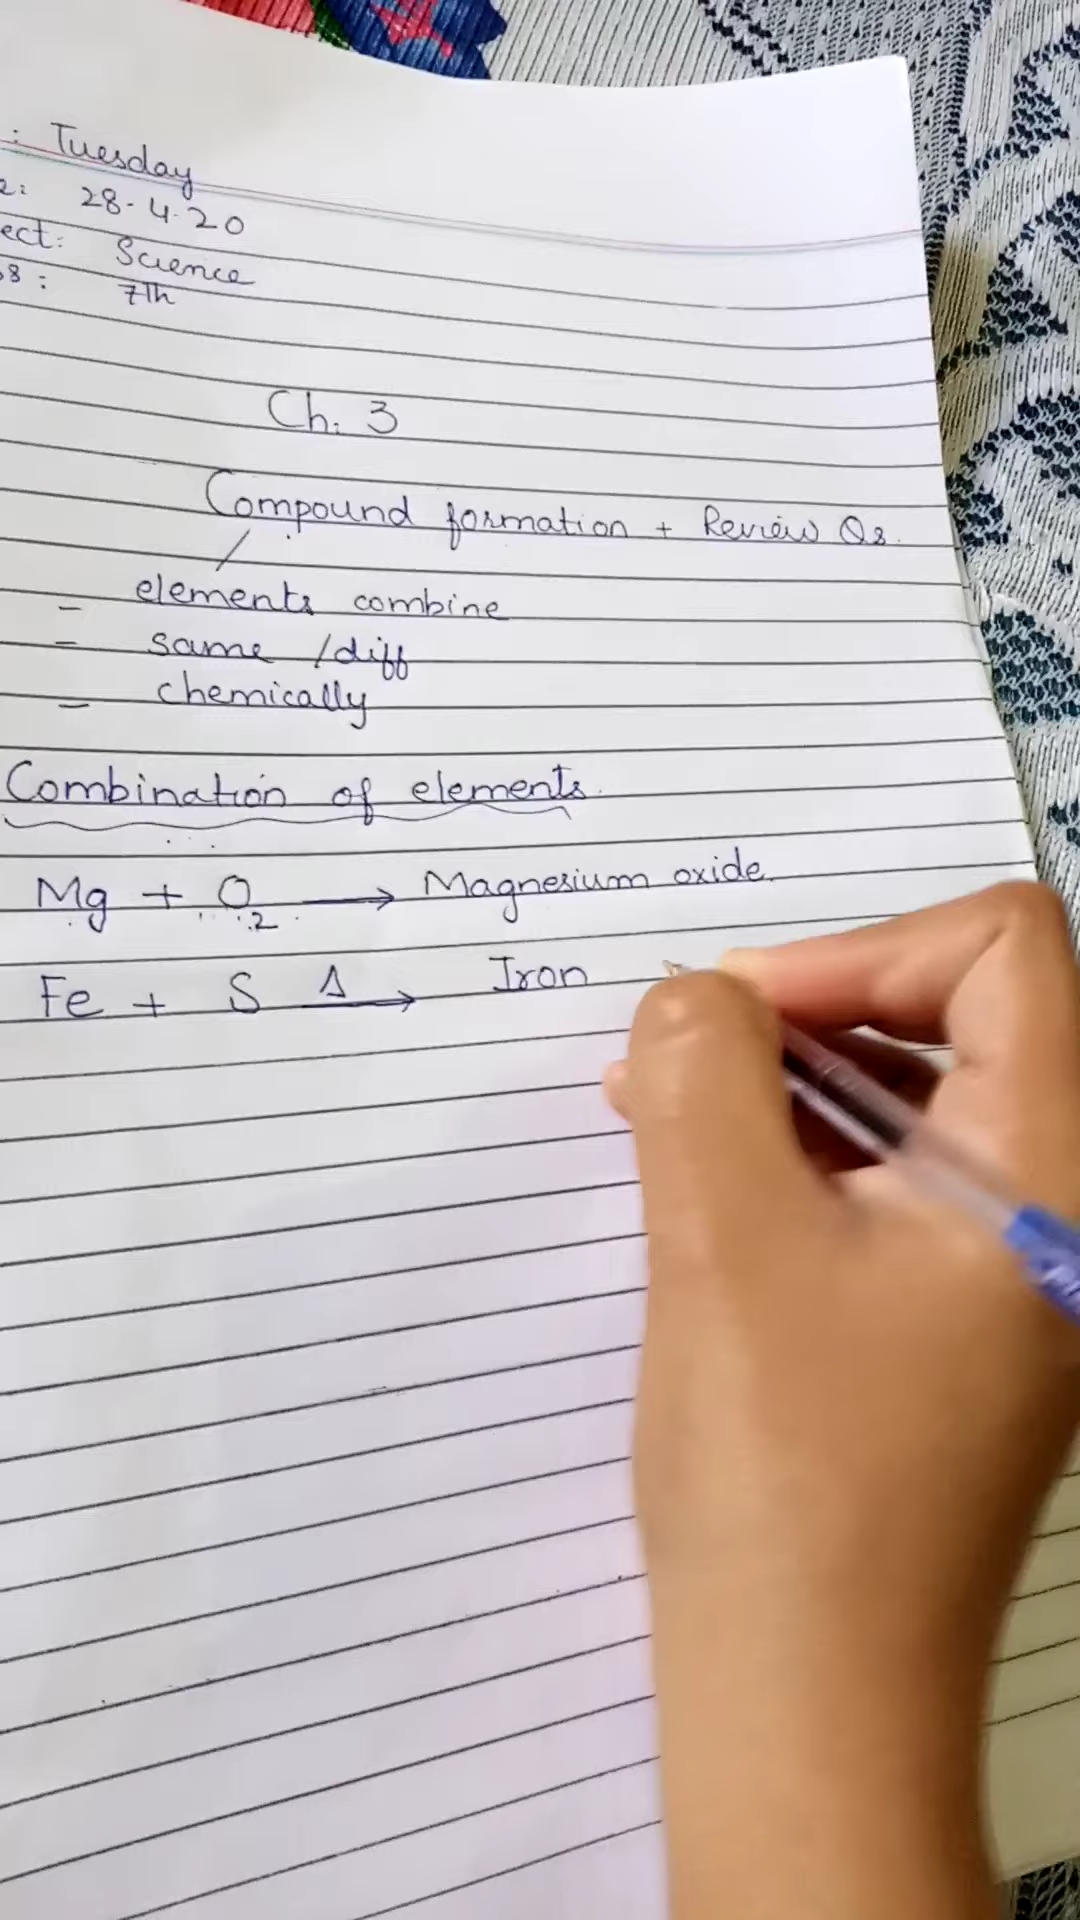 : Tuesday
e: 28-4-20
ect: Science
ss: 7th
Ch. 3
Compound formation + Review Qs.
- elements combine
- same / diff
- chemically
Combination of elements
Mg + O2 → Magnesium oxide.
Fe + S Δ→ Iron